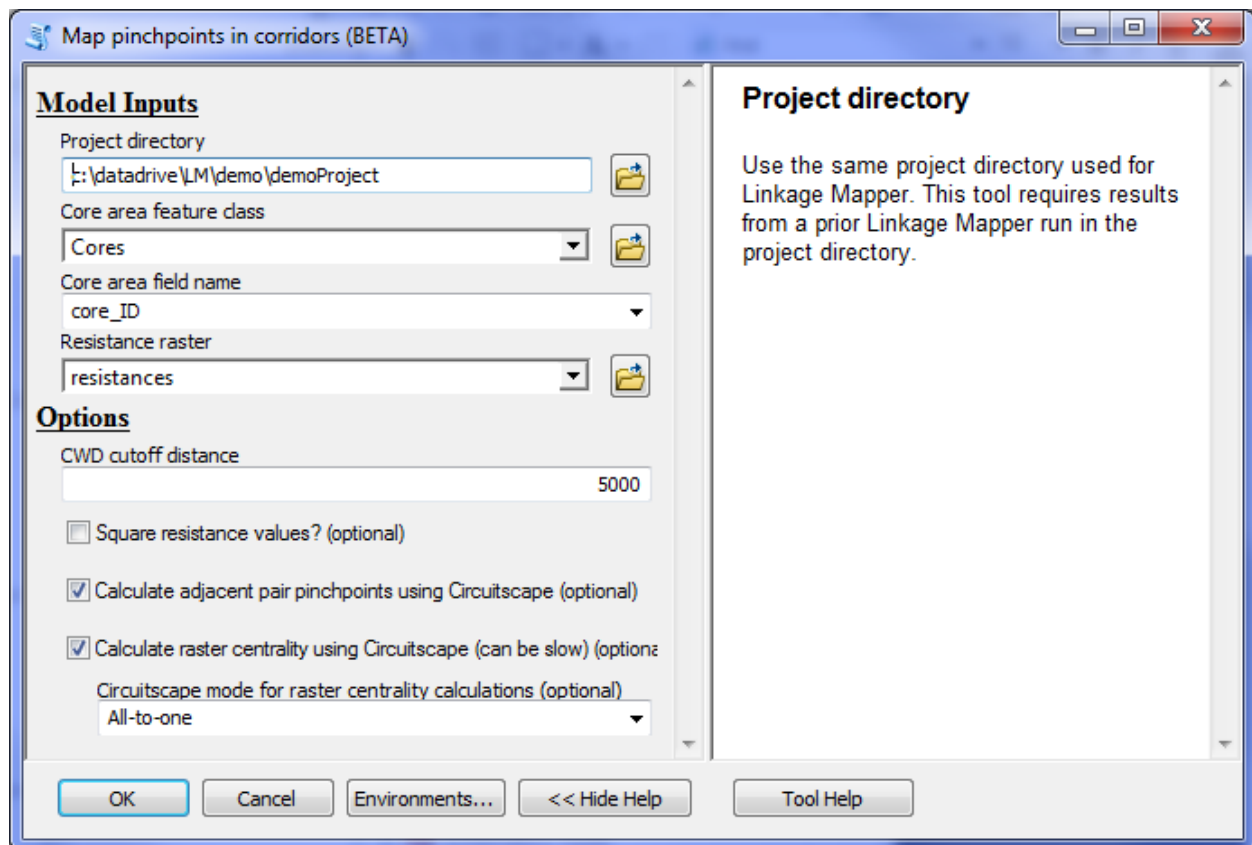 Map pinchpoints in corridors (BETA)
Model Inputs
Project directory
c:\datadrive\LM\demo\demoProject
Core area feature class
Cores
Core area field name
core_ID
Resistance raster
resistances
Options
CWD cutoff distance
5000
Square resistance values? (optional)
Calculate adjacent pair pinchpoints using Circuitscape (optional)
Calculate raster centrality using Circuitscape (can be slow) (optiona
Circuitscape mode for raster centrality calculations (optional)
All-to-one
Project directory
Use the same project directory used for
Linkage Mapper. This tool requires results
from a prior Linkage Mapper run in the
project directory.
OK
Cancel
Environments...
<< Hide Help
Tool Help